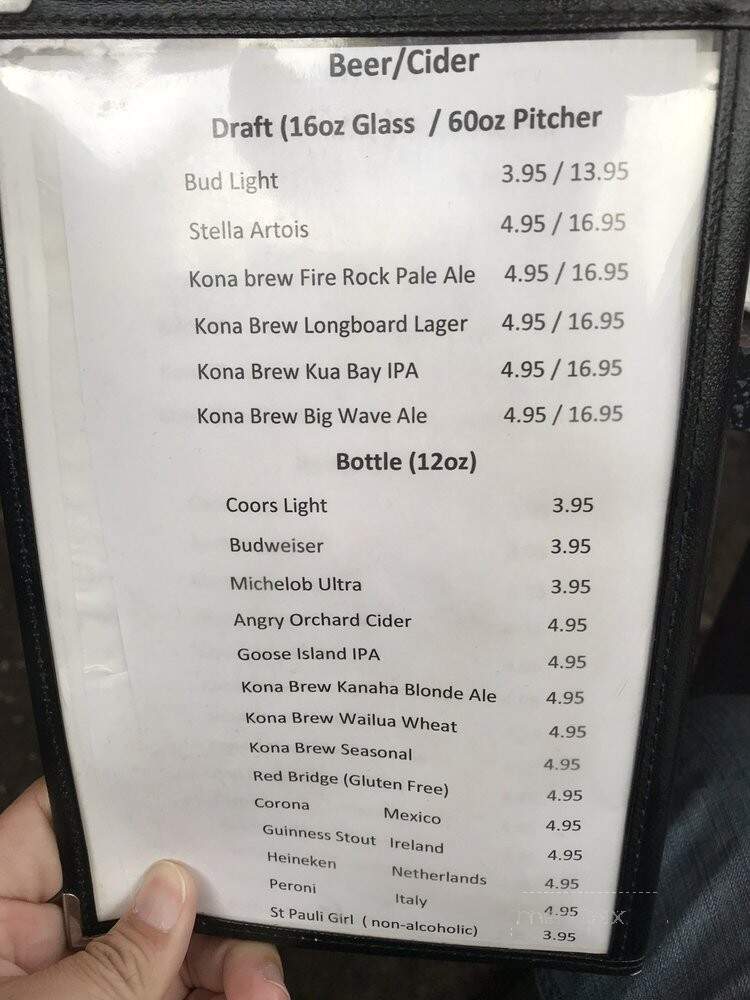 Beer/Cider
Draft (16oz Glass / 60oz Pitcher
Bud Light 3.95 / 13.95
Stella Artois 4.95 / 16.95
Kona brew Fire Rock Pale Ale 4.95 / 16.95
Kona Brew Longboard Lager 4.95 / 16.95
Kona Brew Kua Bay IPA 4.95 / 16.95
Kona Brew Big Wave Ale 4.95 / 16.95
Bottle (12oz)
Coors Light 3.95
Budweiser 3.95
Michelob Ultra 3.95
Angry Orchard Cider 4.95
Goose Island IPA 4.95
Kona Brew Kanaha Blonde Ale 4.95
Kona Brew Wailua Wheat 4.95
Kona Brew Seasonal 4.95
Red Bridge (Gluten Free) 4.95
Corona Mexico 4.95
Guinness Stout Ireland 4.95
Heineken Netherlands 4.95
Peroni Italy 4.95
St Pauli Girl ( non-alcoholic) 3.95